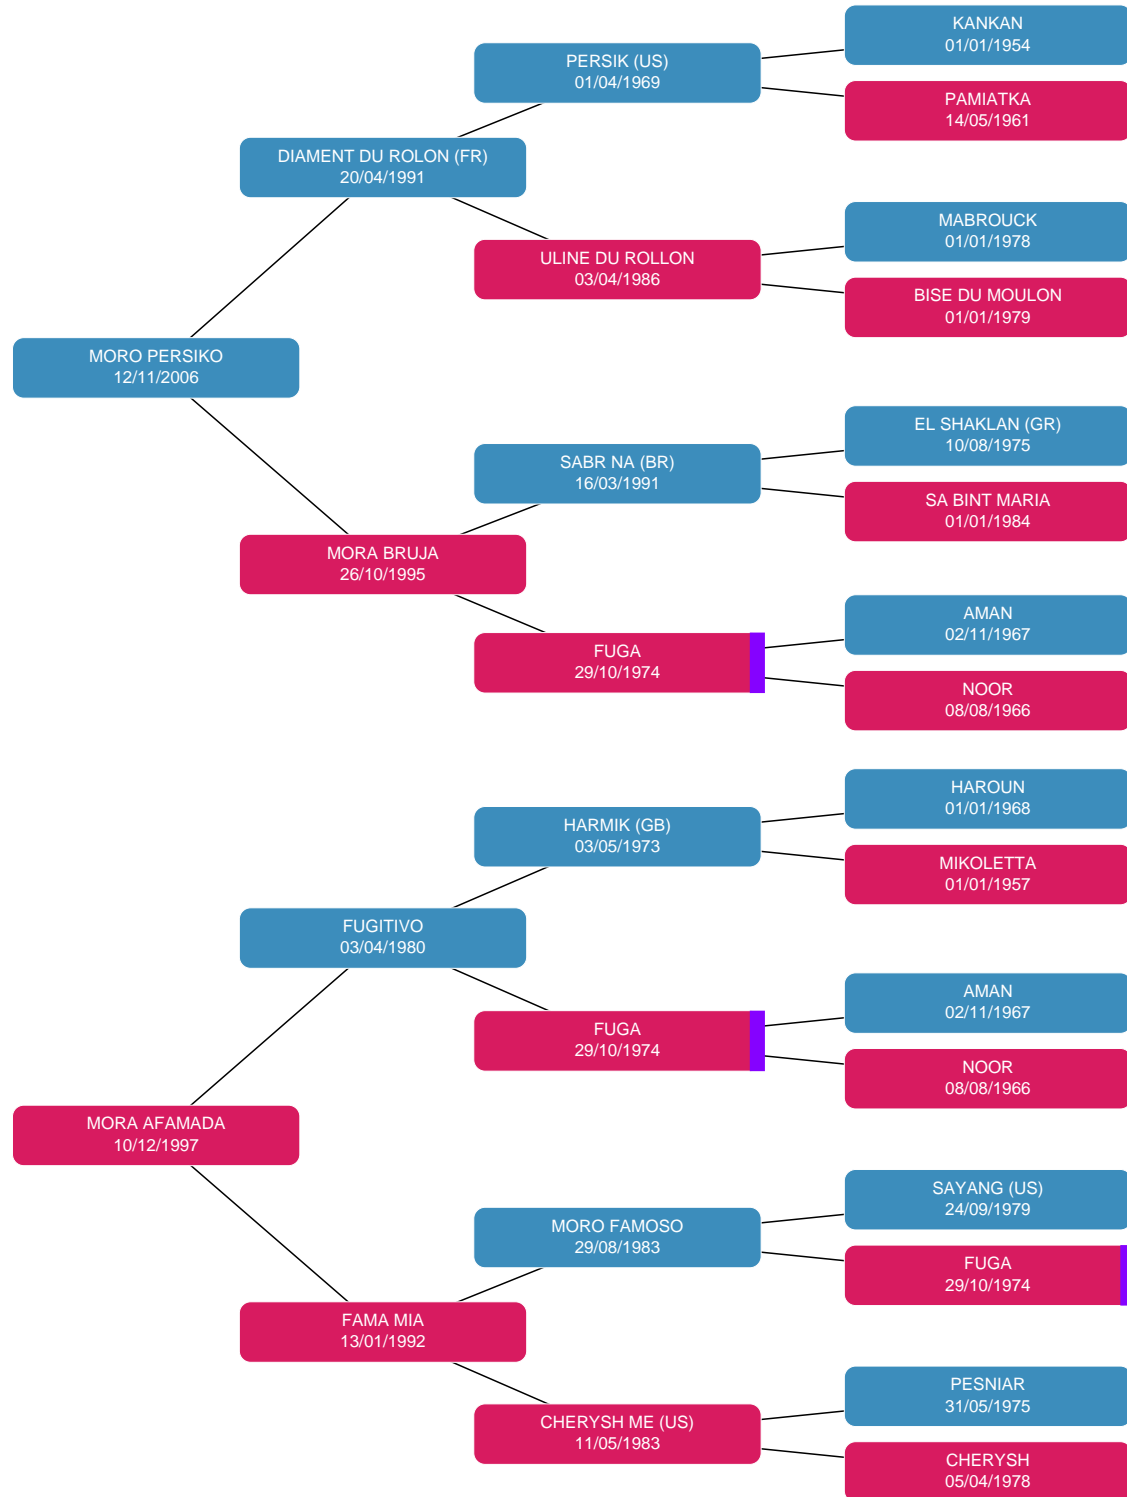 KANKAN
01/01/1954
PERSIK (US)
01/04/1969
PAMIATKA
14/05/1961
DIAMENT DU ROLON (FR)
20/04/1991
MABROUCK
01/01/1978
ULINE DU ROLLON
03/04/1986
BISE DU MOULON
01/01/1979
MORO PERSIKO
12/11/2006
EL SHAKLAN (GR)
10/08/1975
SABR NA (BR)
16/03/1991
SA BINT MARIA
01/01/1984
MORA BRUJA
26/10/1995
AMAN
02/11/1967
FUGA
29/10/1974
NOOR
08/08/1966
HAROUN
01/01/1968
HARMIK (GB)
03/05/1973
MIKOLETTA
01/01/1957
FUGITIVO
03/04/1980
AMAN
02/11/1967
FUGA
29/10/1974
NOOR
08/08/1966
MORA AFAMADA
10/12/1997
SAYANG (US)
24/09/1979
MORO FAMOSO
29/08/1983
FUGA
29/10/1974
FAMA MIA
13/01/1992
PESNIAR
31/05/1975
CHERYSH ME (US)
11/05/1983
CHERYSH
05/04/1978